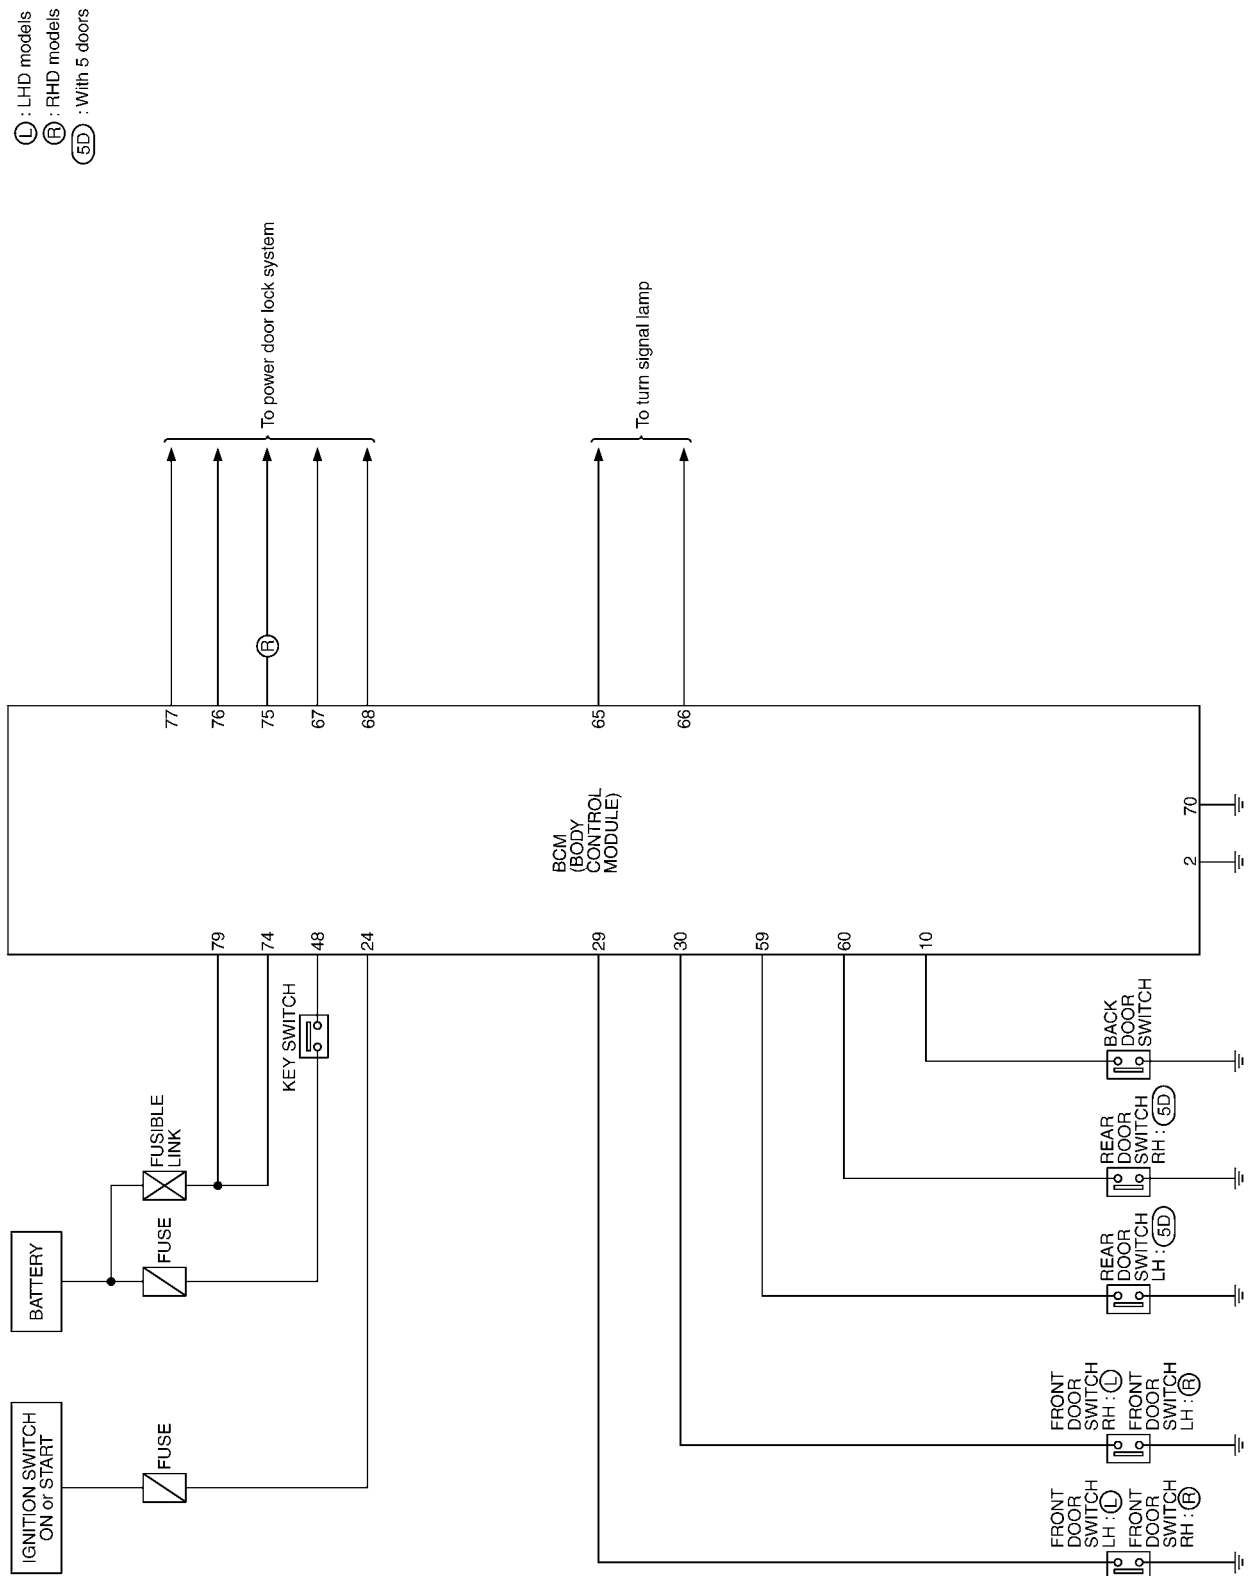 IGNITION SWITCH
ON or START
BATTERY
FUSE
FUSE
FUSIBLE
LINK
KEY SWITCH
79
74
48
24
29
30
59
60
10
BCM
(BODY
CONTROL
MODULE)
2
70
77
76
75
67
68
65
66
R
To power door lock system
To turn signal lamp
L : LHD models
R : RHD models
5D : With 5 doors
FRONT
DOOR
SWITCH
LH : L
FRONT
DOOR
SWITCH
RH : R
FRONT
DOOR
SWITCH
RH : L
FRONT
DOOR
SWITCH
LH : R
REAR
DOOR
SWITCH
LH : 5D
REAR
DOOR
SWITCH
RH : 5D
BACK
DOOR
SWITCH